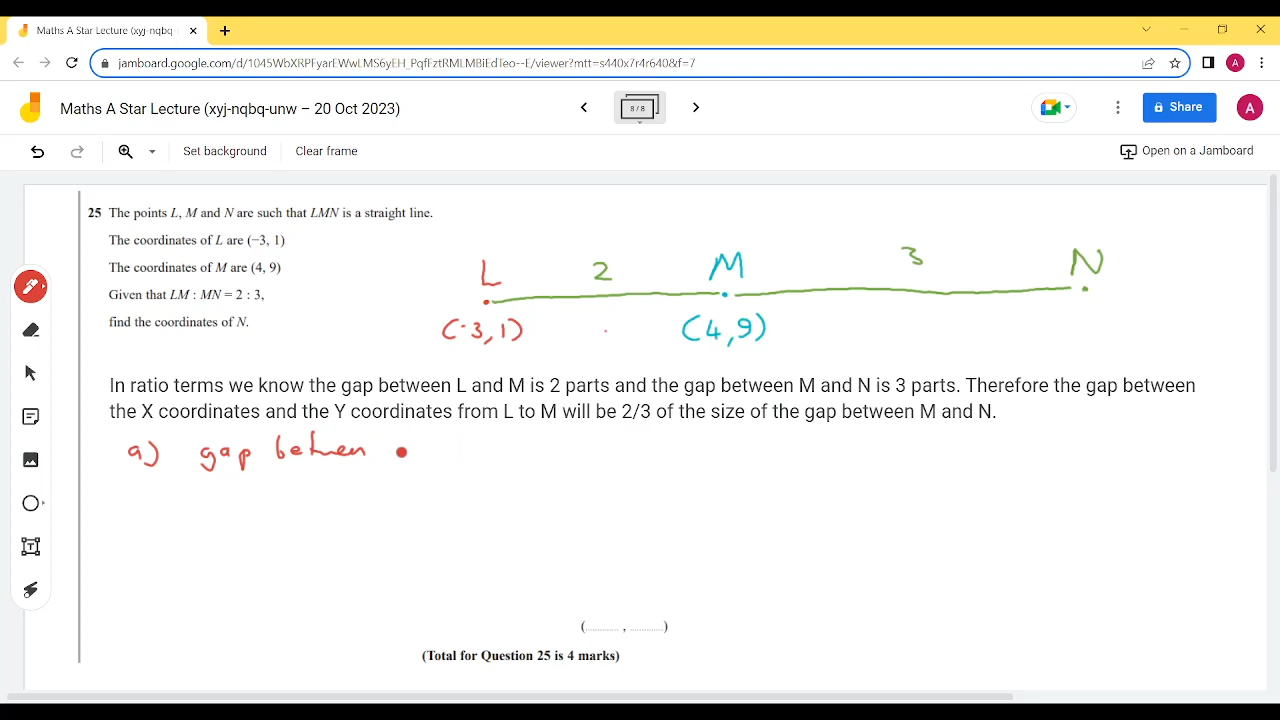 Maths A Star Lecture (xyj-nqbq
jamboard.google.com/d/1045WbXRPFyarEWwLMS6yEH_PqfFztRMLMBiEdTeo--E/viewer?mtt=s440x7r4r640&f=7
A
Maths A Star Lecture (xyj-nqbq-unw – 20 Oct 2023)
8/8
Share
A
Set background
Clear frame
Open on a Jamboard
25 The points L, M and N are such that LMN is a straight line.
The coordinates of L are (−3, 1)
The coordinates of M are (4, 9)
Given that LM : MN = 2 : 3,
find the coordinates of N.
L 2 M 3 N
(-3,1) (4,9)
In ratio terms we know the gap between L and M is 2 parts and the gap between M and N is 3 parts. Therefore the gap between
the X coordinates and the Y coordinates from L to M will be 2/3 of the size of the gap between M and N.
a) gap between
(............ , ............)
(Total for Question 25 is 4 marks)